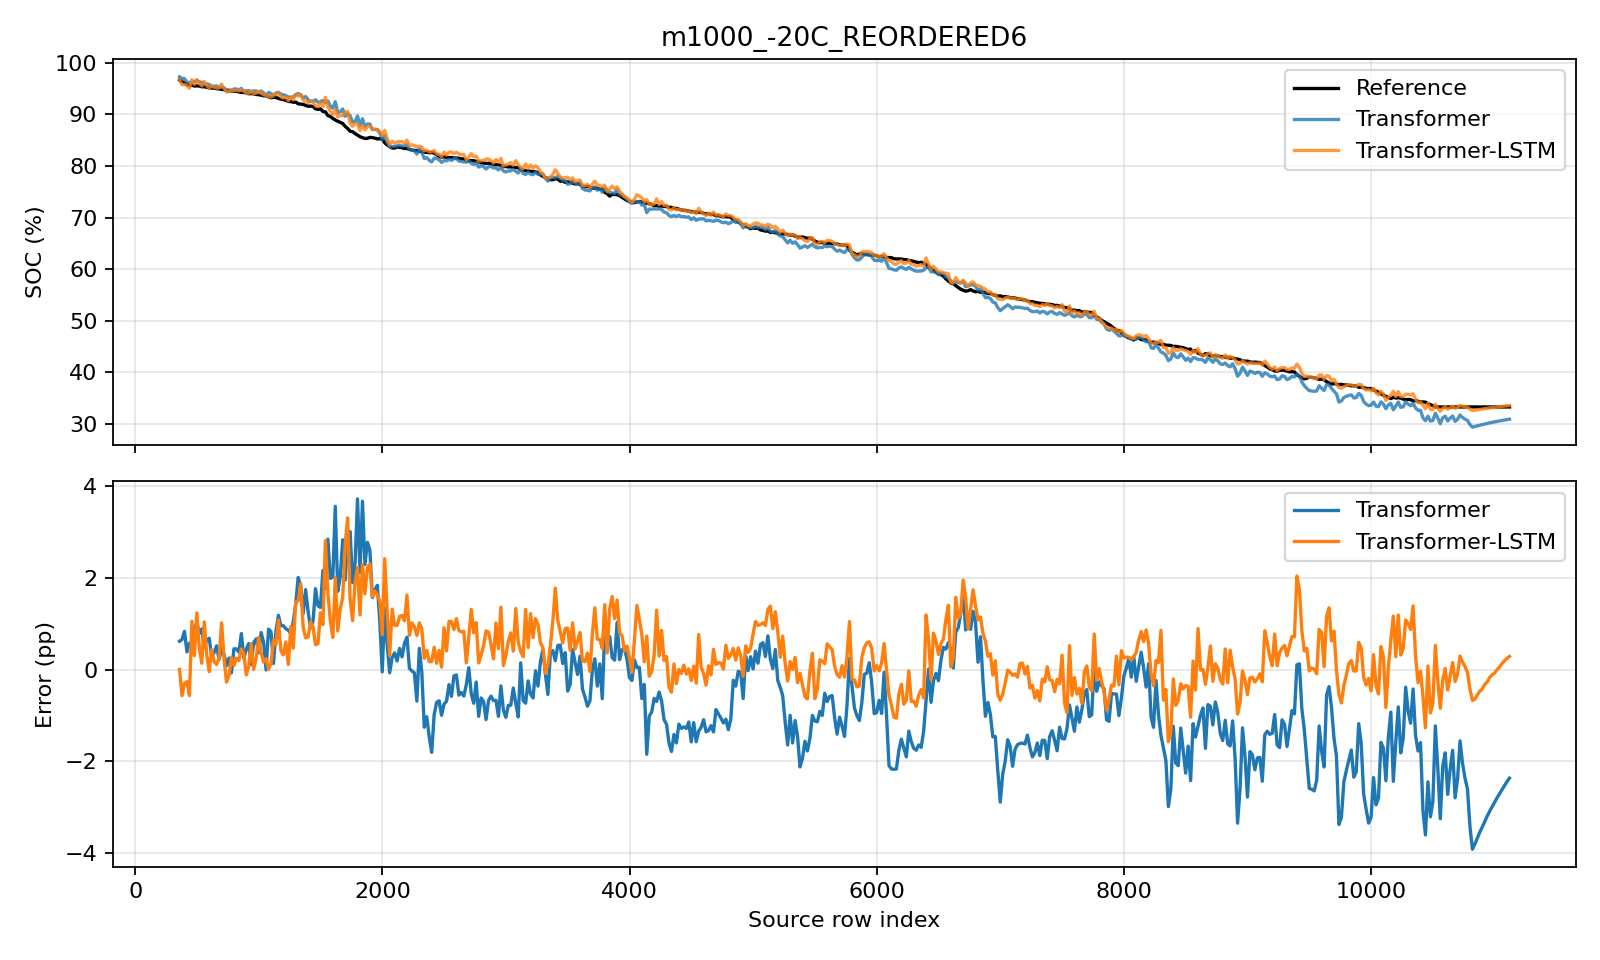 m1000_-20C_REORDERED6
100
90
80
70
60
50
40
30
SOC (%)
Reference
Transformer
Transformer-LSTM
4
2
0
−2
−4
Error (pp)
Transformer
Transformer-LSTM
0
2000
4000
6000
8000
10000
Source row index